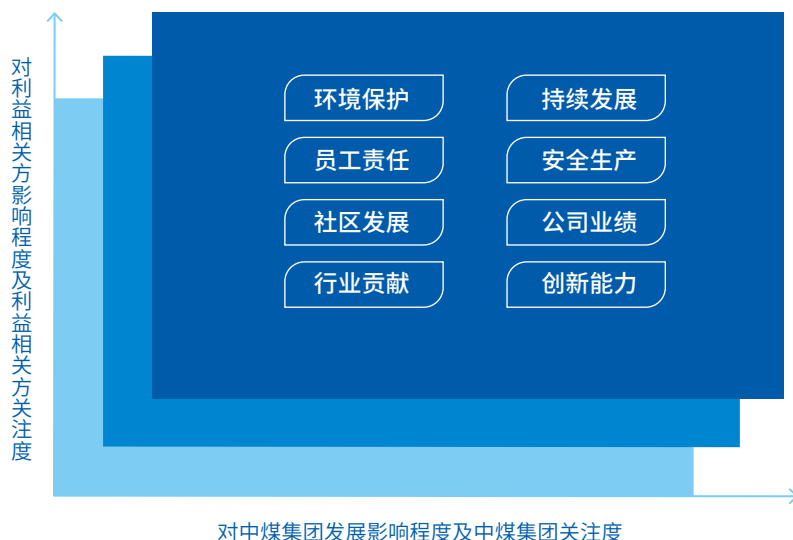 对利益相关方影响程度及利益相关方关注度
环境保护
持续发展
员工责任
安全生产
社区发展
公司业绩
行业贡献
创新能力
对中煤集团发展影响程度及中煤集团关注度